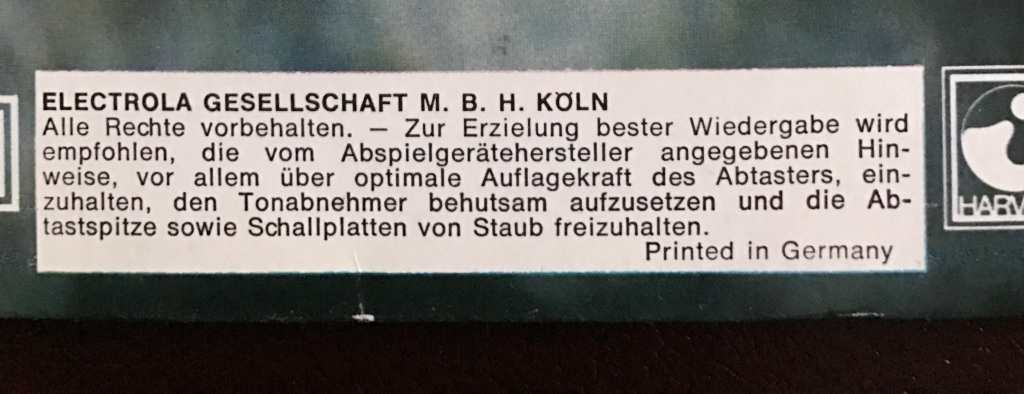 ELECTROLA GESELLSCHAFT M. B. H. KÖLN
Alle Rechte vorbehalten. — Zur Erzielung bester Wiedergabe wird
empfohlen, die vom Abspielgerätehersteller angegebenen Hin-
weise, vor allem über optimale Auflagekraft des Abtasters, ein-
zuhalten, den Tonabnehmer behutsam aufzusetzen und die Ab-
tastspitze sowie Schallplatten von Staub freizuhalten.
Printed in Germany